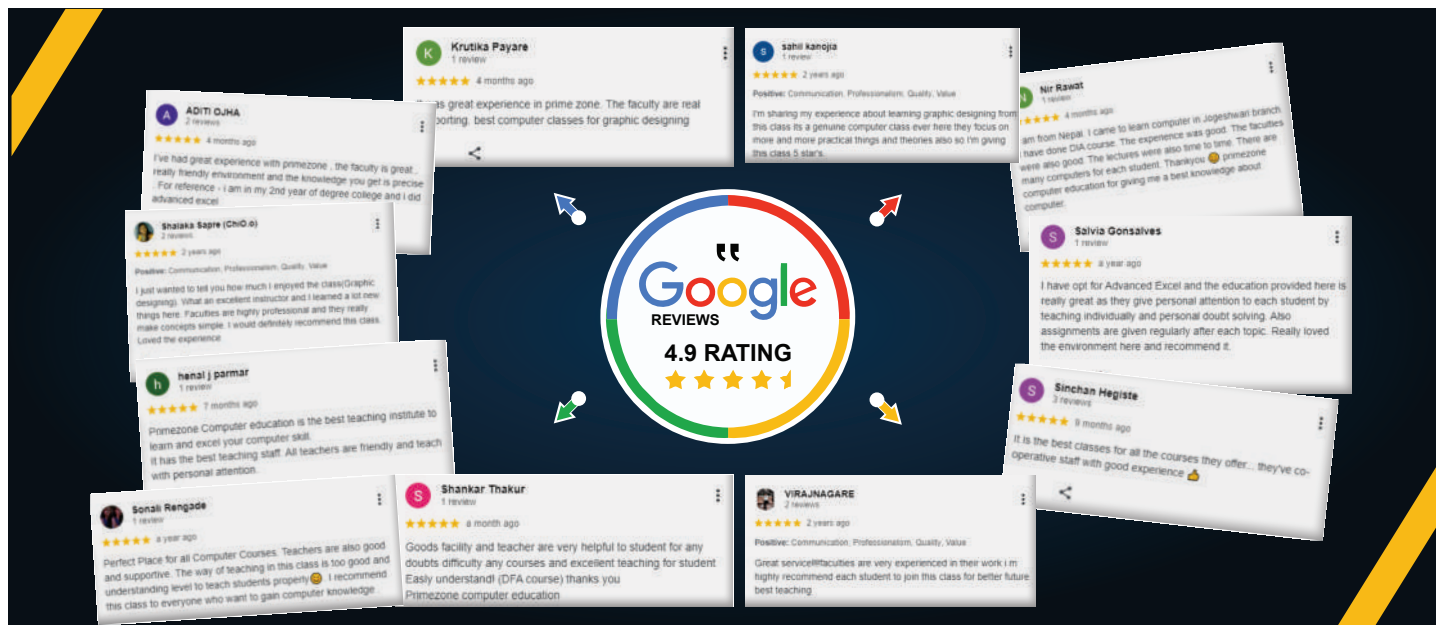 Krutika Payare
1 review
4 months ago
as great experience in prime zone. The faculty are real
porting. best computer classes for graphic designing
sahil kanojia
1 review
2 years ago
Positive: Communication, Professionalism, Quality, Value
I'm sharing my experience about learning graphic designing from
this class its a genuine computer class ever here they focus on
more and more practical things and theories also so I'm giving
this class 5 star's.
ADITI OJHA
2 reviews
4 months ago
I've had great experience with primezone , the faculty is great ,
really friendly environment and the knowledge you get is precise
. For reference - i am in my 2nd year of degree college and i did
advanced excel
Nir Rawat
1 review
4 months ago
am from Nepal. I came to learn computer in Jogeshwari branch
have done DIA course. The experience was good. The faculties
were also good. The lectures were also time to time. There are
many computers for each student. Thankyou 😊 primezone
computer education for giving me a best knowledge about
computer.
Shalaka Sapre (ChiO.o)
2 reviews
2 years ago
Positive: Communication, Professionalism, Quality, Value
I just wanted to tell you how much I enjoyed the class(Graphic
designing). What an excellent instructor and I learned a lot new
things here. Faculties are highly professional and they really
make concepts simple. I would definitely recommend this class.
Loved the experience
Salvia Gonsalves
1 review
a year ago
I have opt for Advanced Excel and the education provided here is
really great as they give personal attention to each student by
teaching individually and personal doubt solving. Also
assignments are given regularly after each topic. Really loved
the environment here and recommend it.
Google
REVIEWS
4.9 RATING
henal j parmar
1 review
7 months ago
Primezone Computer education is the best teaching institute to
learn and excel your computer skill.
It has the best teaching staff. All teachers are friendly and teach
with personal attention.
Sinchan Hegiste
3 reviews
9 months ago
It is the best classes for all the courses they offer... they've co-
operative staff with good experience 👍
Sonali Rengade
1 review
a year ago
Perfect Place for all Computer Courses. Teachers are also good
and supportive. The way of teaching in this class is too good and
understanding level to teach students properly😊. I recommend
this class to everyone who want to gain computer knowledge .
Shankar Thakur
1 review
a month ago
Goods facility and teacher are very helpful to student for any
doubts difficulty any courses and excellent teaching for student
Easly understand! (DFA course) thanks you
Primezone computer education
VIRAJNAGARE
2 reviews
2 years ago
Positive: Communication, Professionalism, Quality, Value
Great service!!!!faculties are very experienced in their work i m
highly recommend each student to join this class for better future
best teaching
A
K
S
N
S
h
S
S